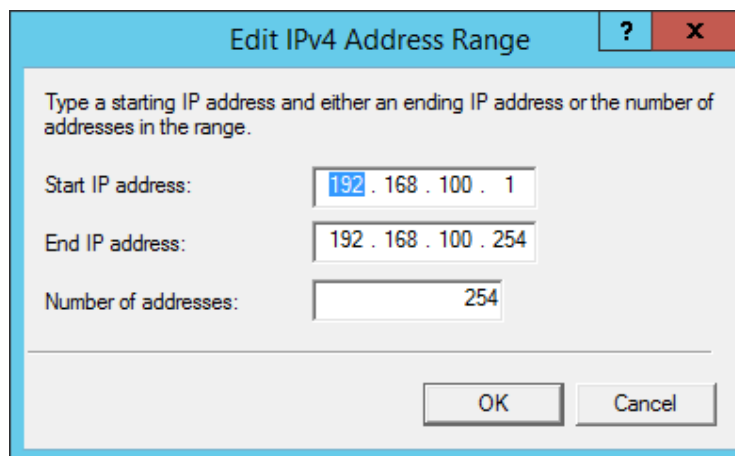 Edit IPv4 Address Range
?
x
Type a starting IP address and either an ending IP address or the number of
addresses in the range.
Start IP address: 192 . 168 . 100 . 1
End IP address: 192 . 168 . 100 . 254
Number of addresses: 254
OK Cancel